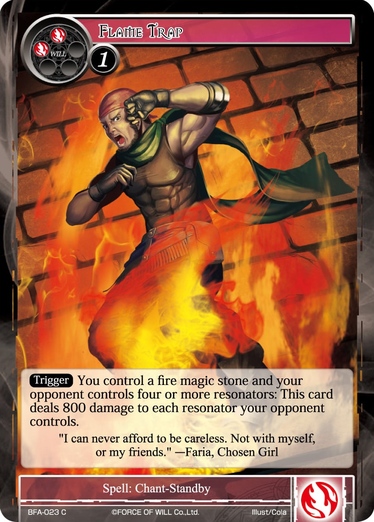 Flame Trap
WILL
1
Trigger You control a fire magic stone and your
opponent controls four or more resonators: This card
deals 800 damage to each resonator your opponent
controls.
"I can never afford to be careless. Not with myself,
or my friends." —Faria, Chosen Girl
Spell: Chant-Standby
BFA-023 C ©FORCE OF WILL Co.,Ltd. Illust/Cola